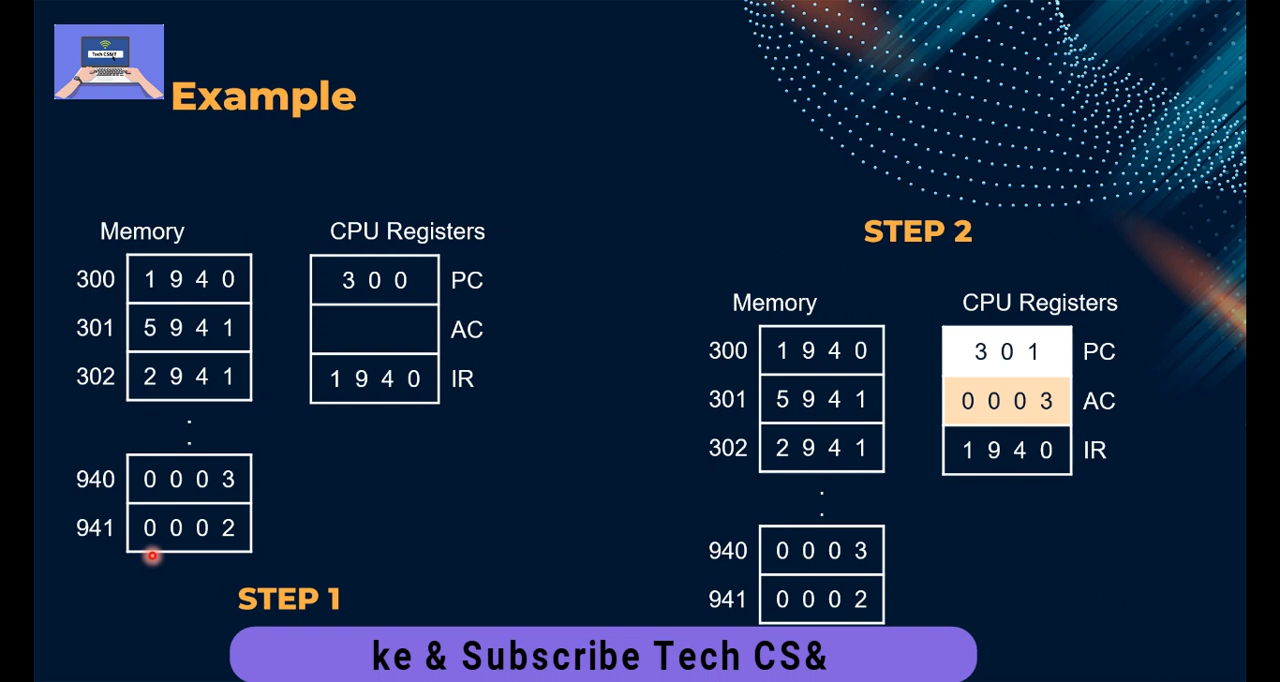 Tech CS&IT
Example
Memory CPU Registers
300 1 9 4 0 3 0 0 PC
301 5 9 4 1 AC
302 2 9 4 1 1 9 4 0 IR
:
940 0 0 0 3
941 0 0 0 2
STEP 1
STEP 2
Memory CPU Registers
300 1 9 4 0 3 0 1 PC
301 5 9 4 1 0 0 0 3 AC
302 2 9 4 1 1 9 4 0 IR
:
940 0 0 0 3
941 0 0 0 2
ke & Subscribe Tech CS&